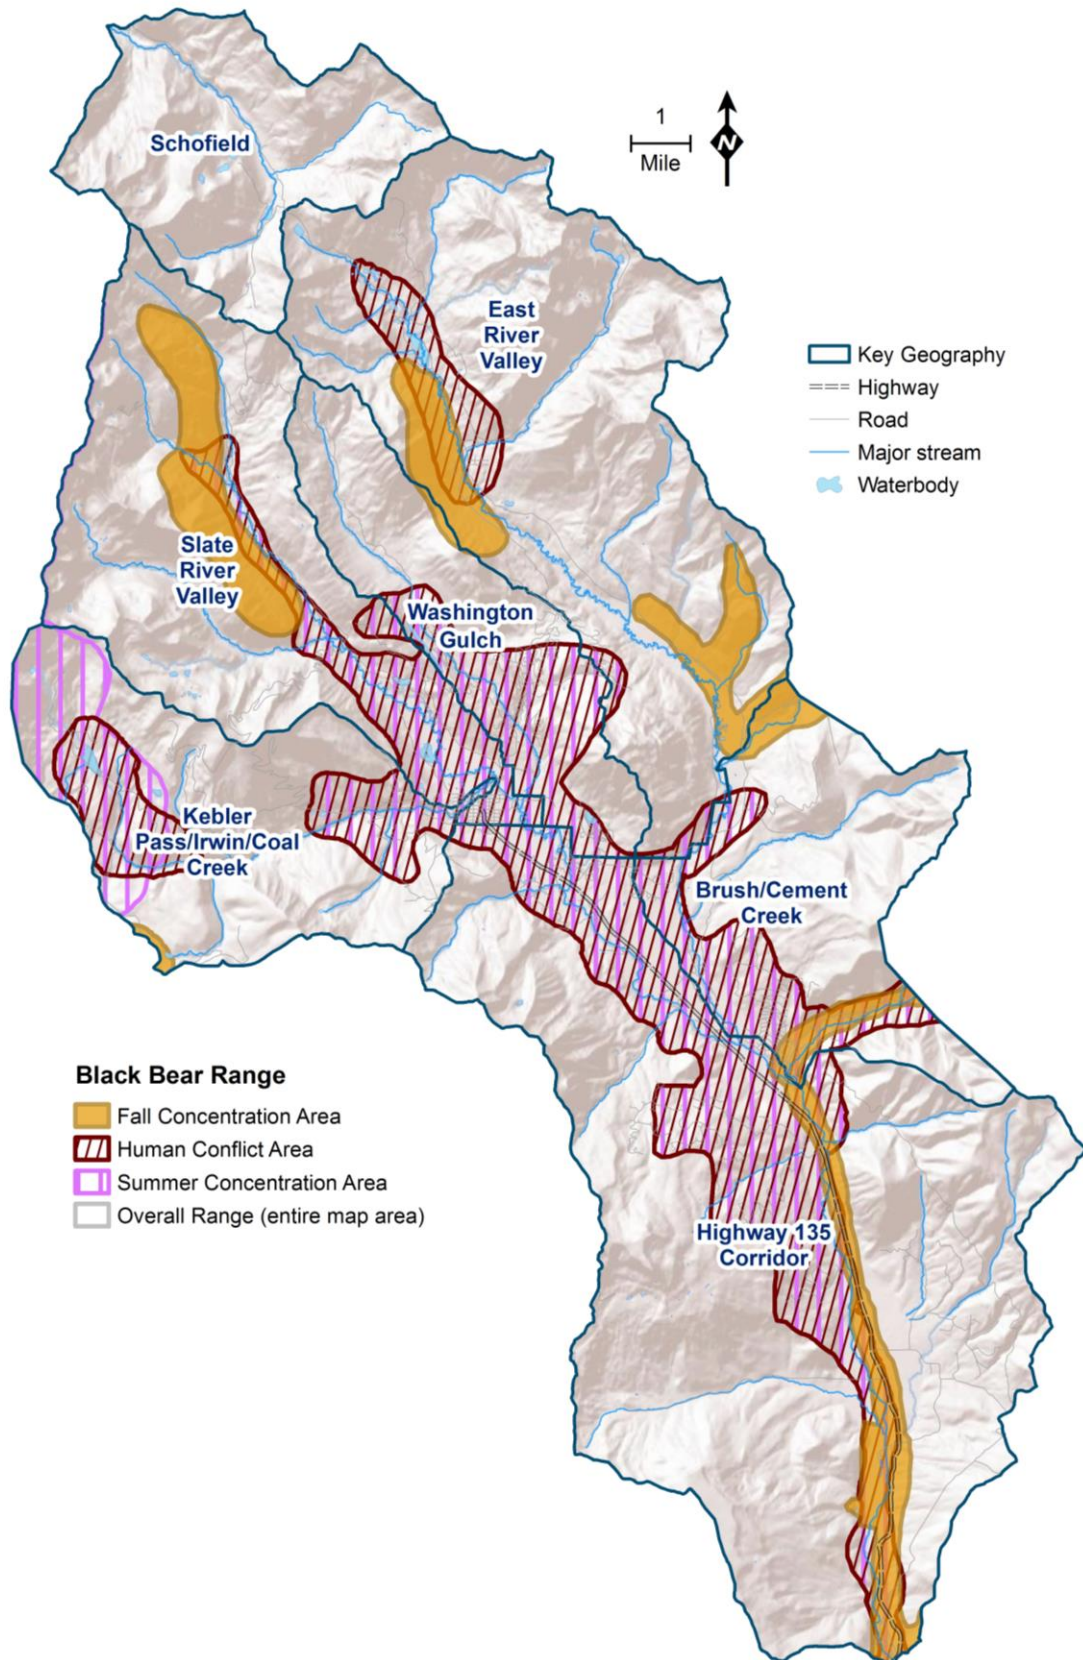 Schofield
1
Mile
N
East
River
Valley
Key Geography
Highway
Road
Major stream
Waterbody
Slate
River
Valley
Washington
Gulch
Kebler
Pass/Irwin/Coal
Creek
Brush/Cement
Creek
Black Bear Range
Fall Concentration Area
Human Conflict Area
Summer Concentration Area
Overall Range (entire map area)
Highway 135
Corridor